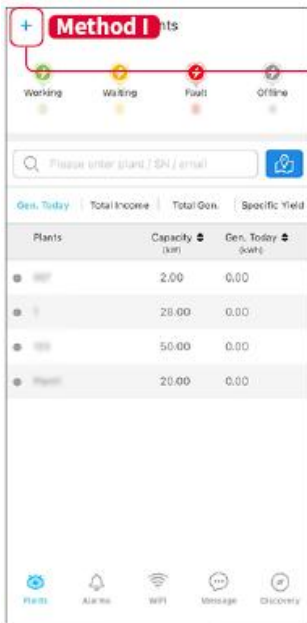 + Method I nts
Working Waiting Fault Offline
Please enter plant / SN / email
Gen. Today Total Income Total Gen. Specific Yield
Plants Capacity Gen. Today
(kW) (kWh)
2.00 0.00
1 28.00 0.00
50.00 0.00
20.00 0.00
Plants Alarms WiFi Message Discovery